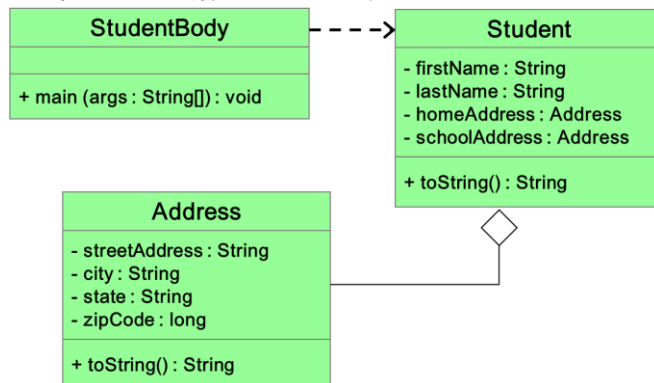 StudentBody
+ main (args : String[]) : void
Student
- firstName : String
- lastName : String
- homeAddress : Address
- schoolAddress : Address
+ toString() : String
Address
- streetAddress : String
- city : String
- state : String
- zipCode : long
+ toString() : String